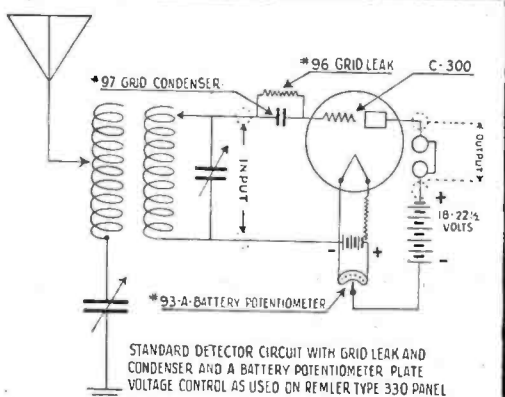 *96 GRID LEAK
C-300
*97 GRID CONDENSER
INPUT
OUTPUT
+
18-22½
VOLTS
-
- +
*93-A-BATTERY POTENTIOMETER
STANDARD DETECTOR CIRCUIT WITH GRID LEAK AND
CONDENSER AND A BATTERY POTENTIOMETER PLATE
VOLTAGE CONTROL AS USED ON REMLER TYPE 330 PANEL